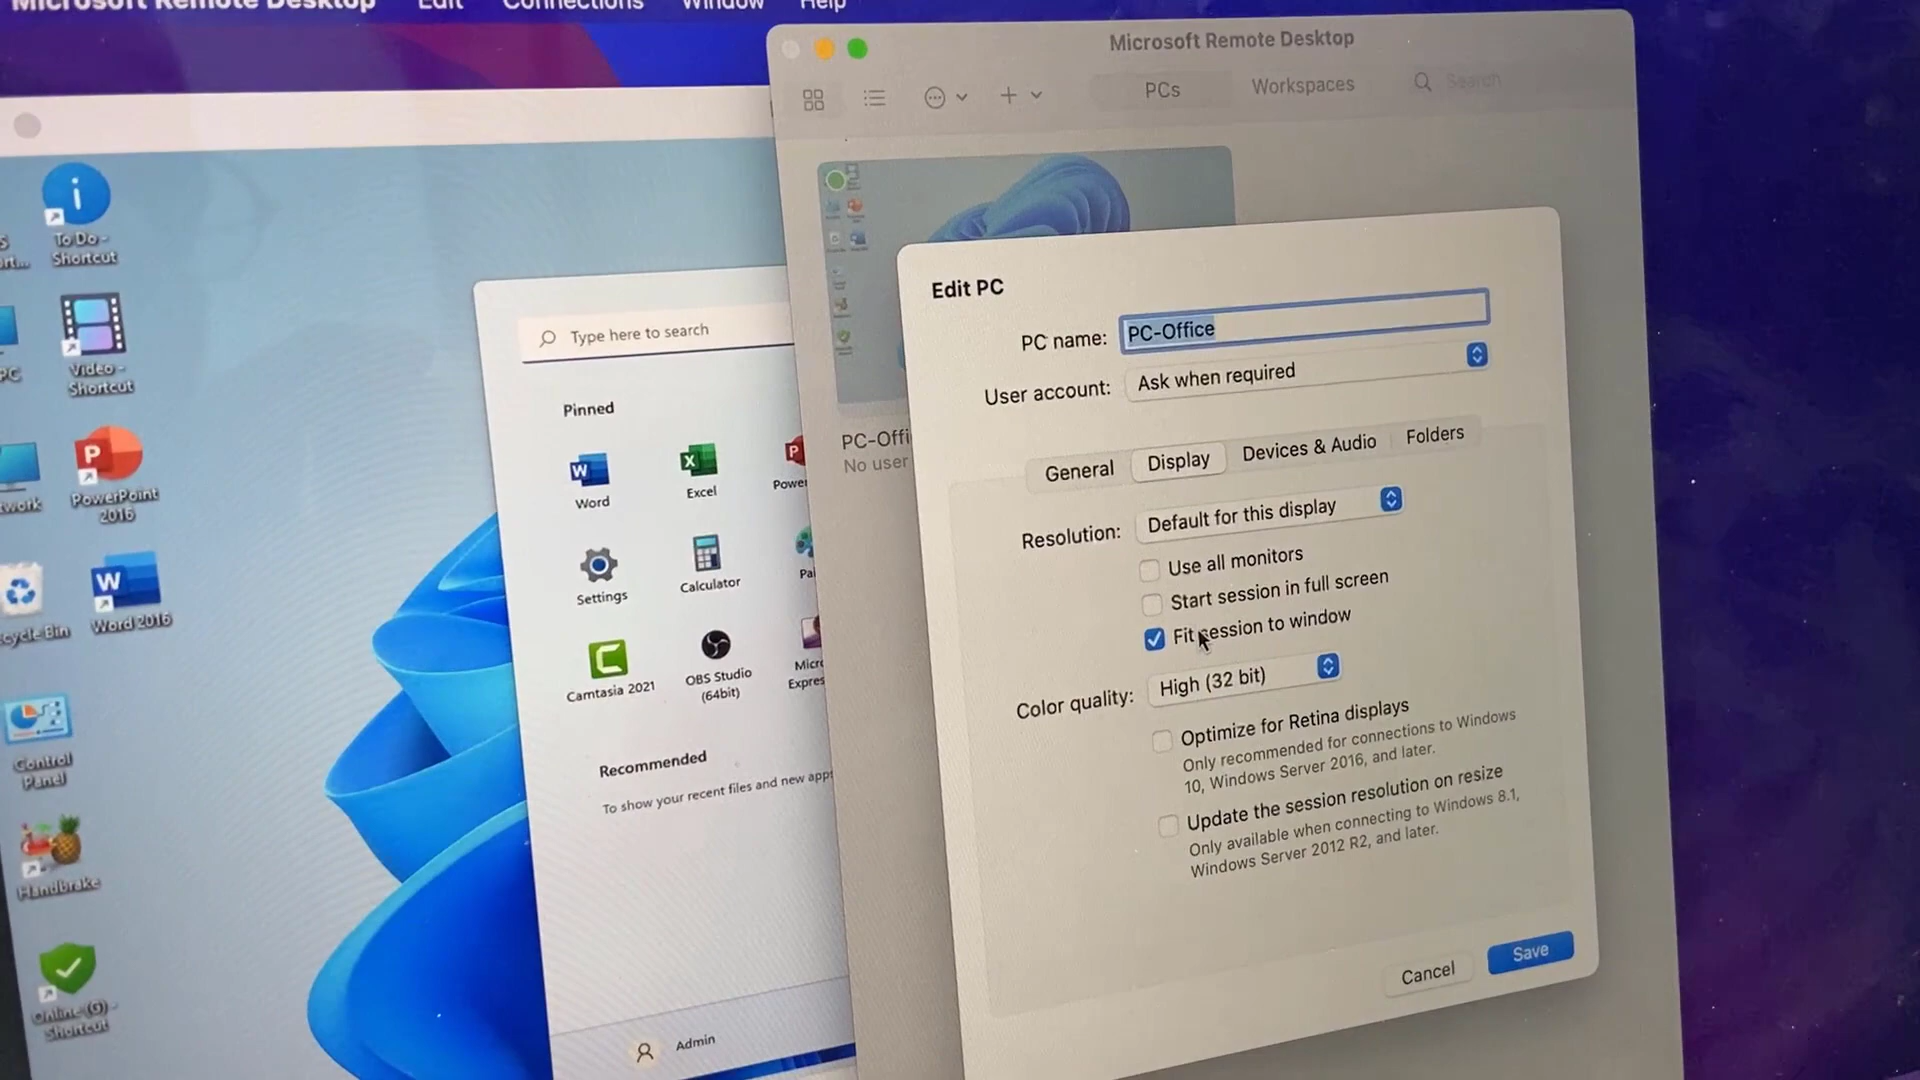 Microsoft Remote Desktop Edit Connections Window Help
Microsoft Remote Desktop
PCs Workspaces Search
To Do -
Shortcut
Video -
Shortcut
PC
PowerPoint
2016
Word 2016
Control
Panel
Handbrake
Online (G) -
Shortcut
Type here to search
Pinned
Word
Excel
Settings
Calculator
Camtasia 2021
OBS Studio
(64bit)
Recommended
To show your recent files and new apps
Admin
PC-Offi
No user
Edit PC
PC name: PC-Office
User account: Ask when required
General Display Devices & Audio Folders
Resolution: Default for this display
Use all monitors
Start session in full screen
Fit session to window
Color quality: High (32 bit)
Optimize for Retina displays
Only recommended for connections to Windows
10, Windows Server 2016, and later.
Update the session resolution on resize
Only available when connecting to Windows 8.1,
Windows Server 2012 R2, and later.
Cancel Save